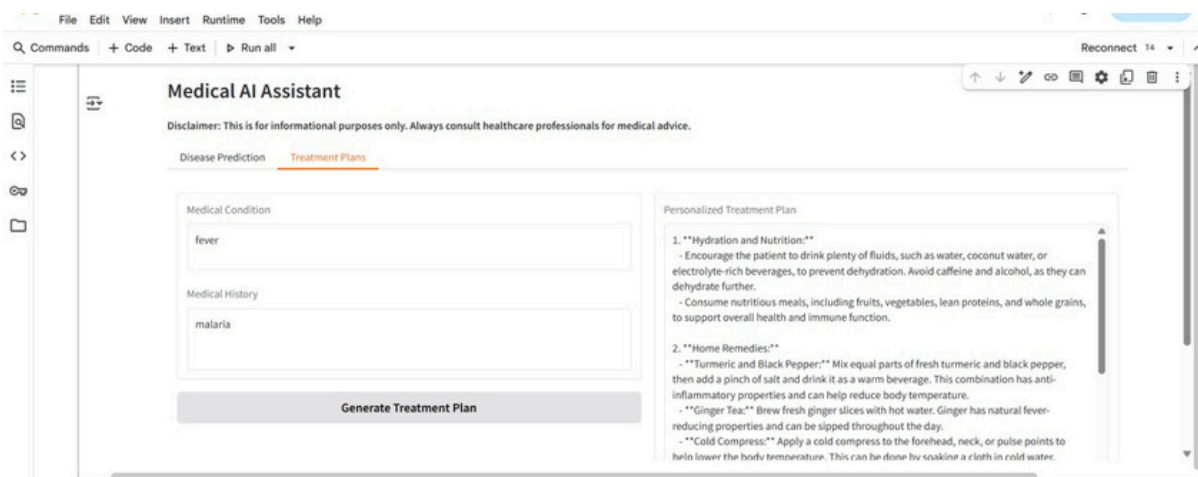 File Edit View Insert Runtime Tools Help
Commands + Code + Text Run all
Reconnect T4
Medical AI Assistant
Disclaimer: This is for informational purposes only. Always consult healthcare professionals for medical advice.
Disease Prediction Treatment Plans
Medical Condition
fever
Medical History
malaria
Generate Treatment Plan
Personalized Treatment Plan
1. **Hydration and Nutrition:**
- Encourage the patient to drink plenty of fluids, such as water, coconut water, or
electrolyte-rich beverages, to prevent dehydration. Avoid caffeine and alcohol, as they can
dehydrate further.
- Consume nutritious meals, including fruits, vegetables, lean proteins, and whole grains,
to support overall health and immune function.
2. **Home Remedies:**
- **Turmeric and Black Pepper:** Mix equal parts of fresh turmeric and black pepper,
then add a pinch of salt and drink it as a warm beverage. This combination has anti-
inflammatory properties and can help reduce body temperature.
- **Ginger Tea:** Brew fresh ginger slices with hot water. Ginger has natural fever-
reducing properties and can be sipped throughout the day.
- **Cold Compress:** Apply a cold compress to the forehead, neck, or pulse points to
help lower the body temperature. This can be done by soaking a cloth in cold water,